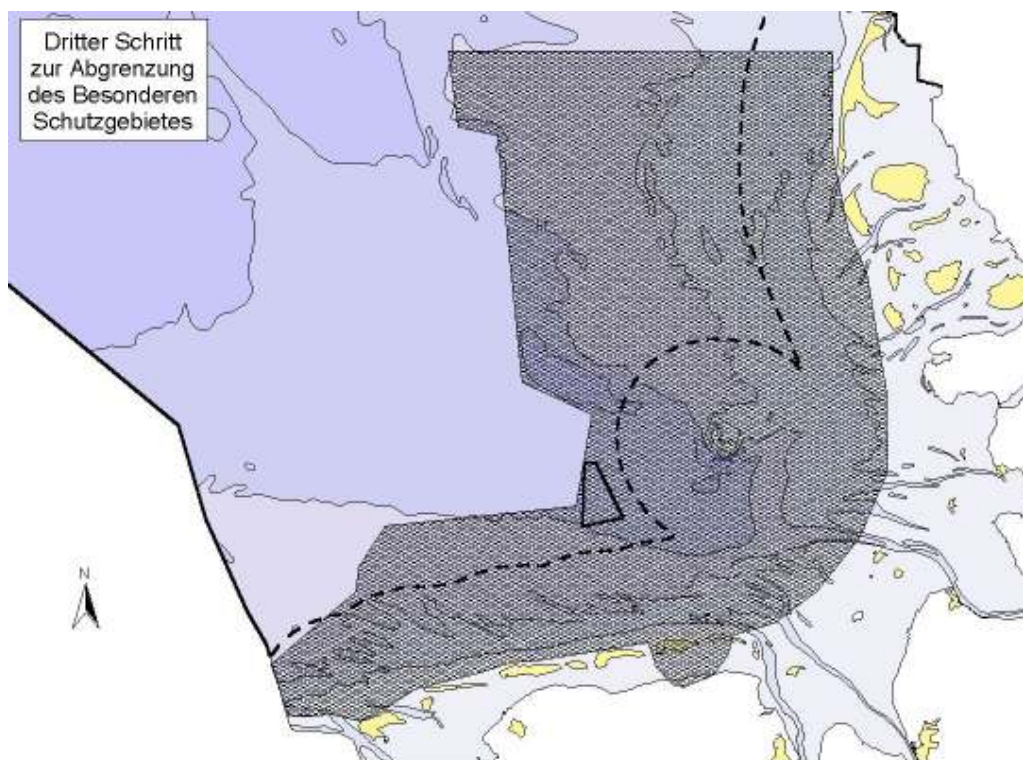 Dritter Schritt
zur Abgrenzung
des Besonderen
Schutzgebietes
N